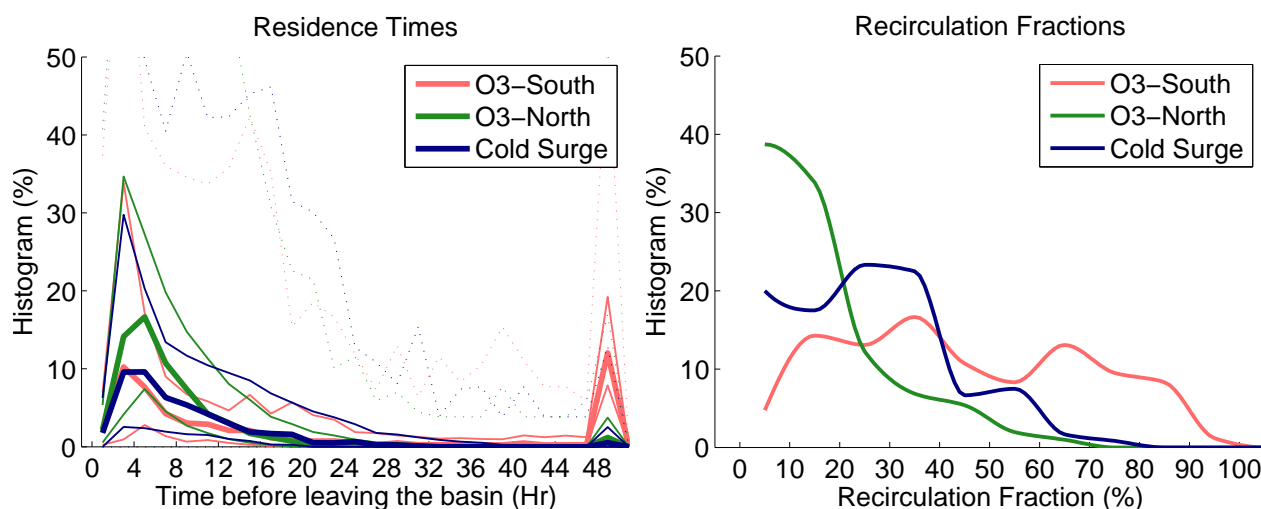 Residence Times
50
40
30
20
10
0
Histogram (%)
O3−South
O3−North
Cold Surge
0 4 8 12 16 20 24 28 32 36 40 44 48
Time before leaving the basin (Hr)
Recirculation Fractions
50
40
30
20
10
0
Histogram (%)
O3−South
O3−North
Cold Surge
0 10 20 30 40 50 60 70 80 90 100
Recirculation Fraction (%)